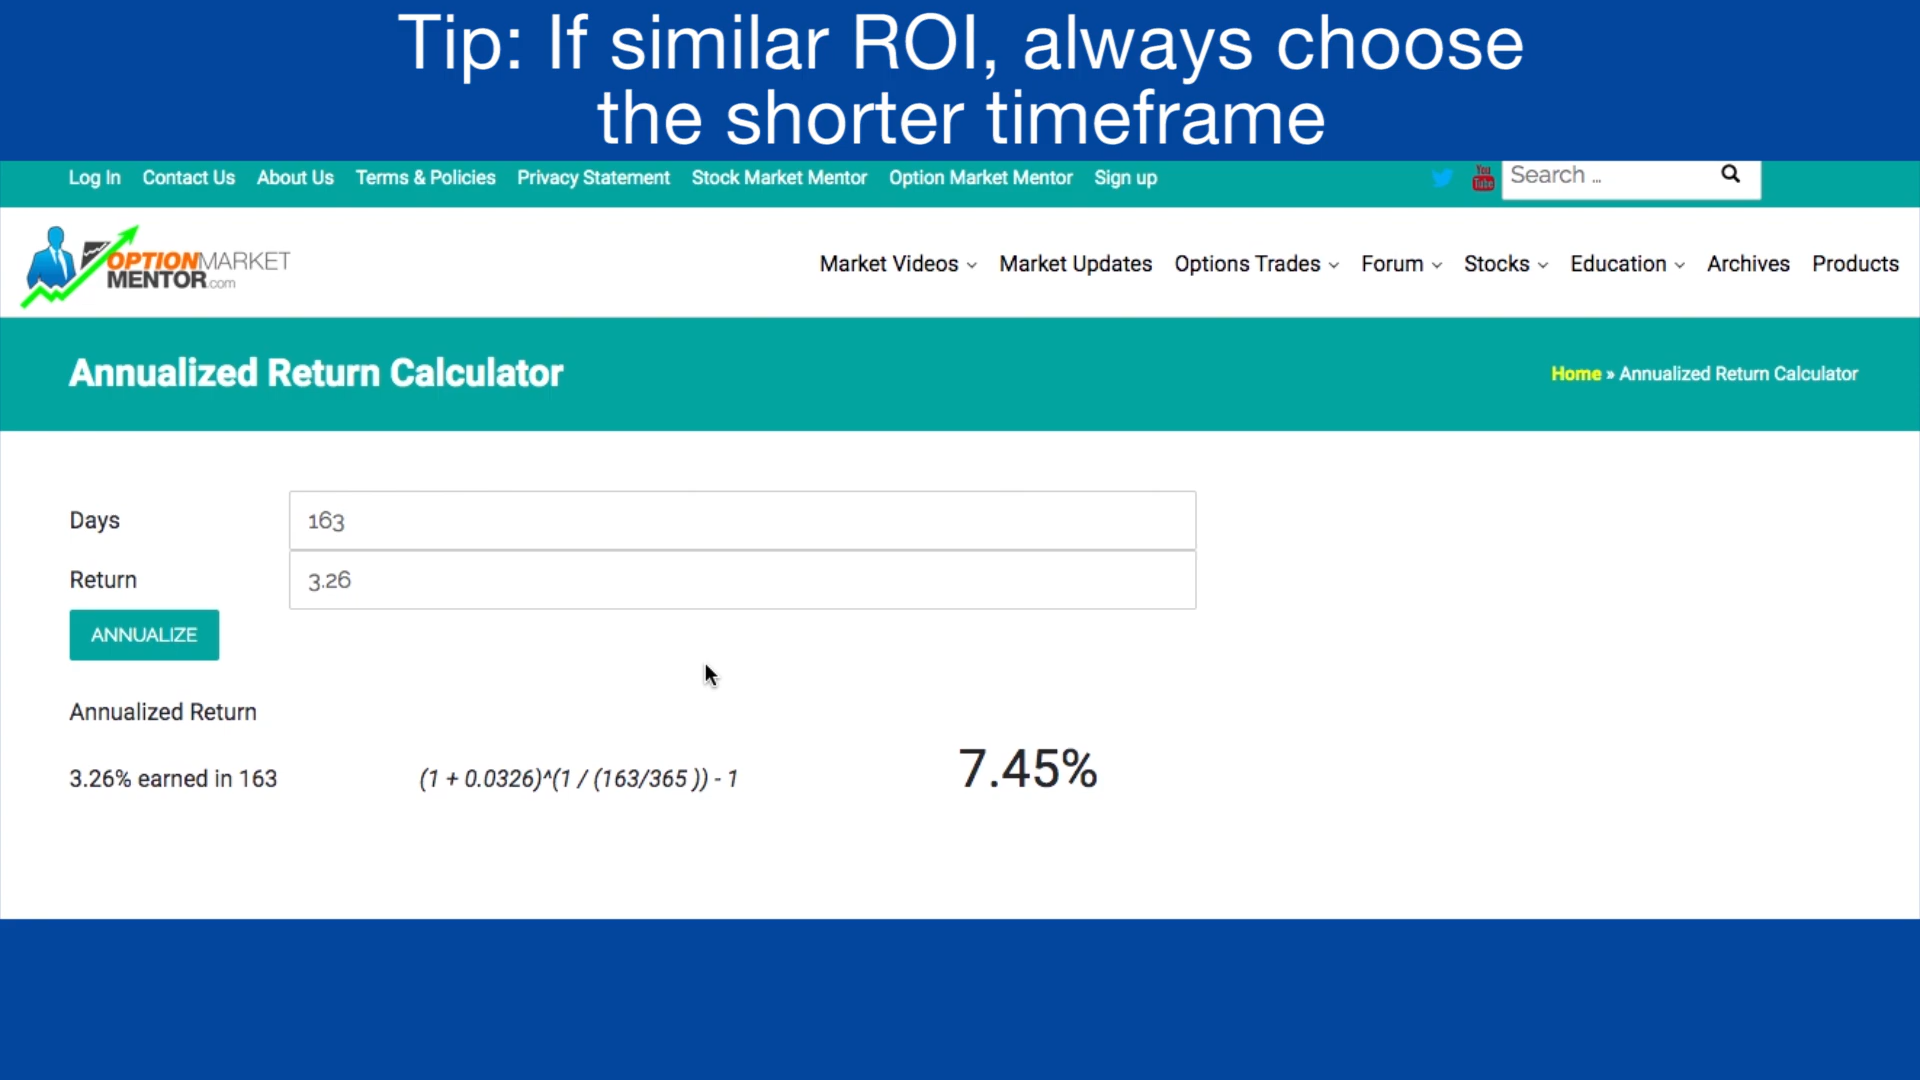 Tip: If similar ROI, always choose
the shorter timeframe
Log In Contact Us About Us Terms & Policies Privacy Statement Stock Market Mentor Option Market Mentor Sign up You Tube Search ...
OPTIONMARKET
MENTOR.com
Market Videos Market Updates Options Trades Forum Stocks Education Archives Products
Annualized Return Calculator
Home » Annualized Return Calculator
Days 163
Return 3.26
ANNUALIZE
Annualized Return
3.26% earned in 163 (1 + 0.0326)^(1 / (163/365 )) - 1 7.45%